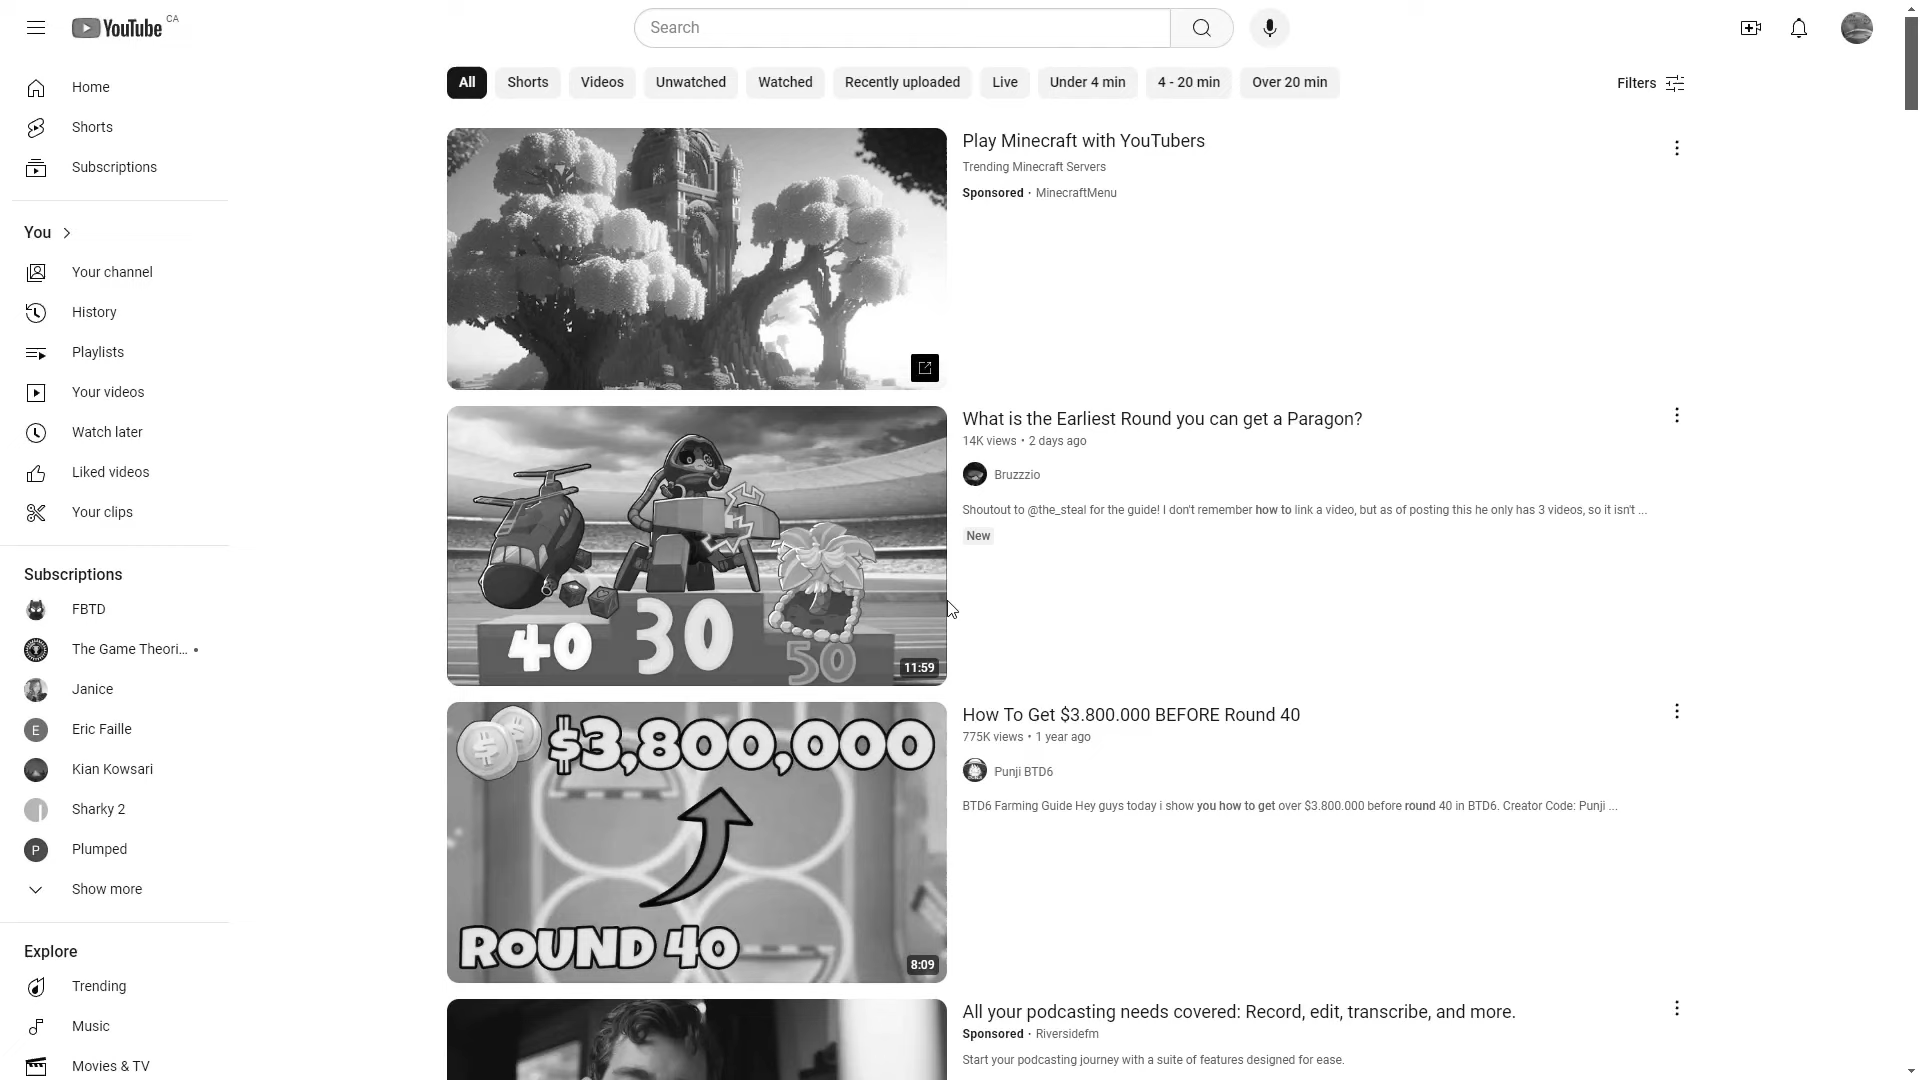 YouTube CA
Search
Home
Shorts
Subscriptions
You
Your channel
History
Playlists
Your videos
Watch later
Liked videos
Your clips
Subscriptions
FBTD
The Game Theori... •
Janice
E Eric Faille
Kian Kowsari
Sharky 2
P Plumped
Show more
Explore
Trending
Music
Movies & TV
All Shorts Videos Unwatched Watched Recently uploaded Live Under 4 min 4 - 20 min Over 20 min Filters
Play Minecraft with YouTubers
Trending Minecraft Servers
Sponsored · MinecraftMenu
40 30 50
11:59
What is the Earliest Round you can get a Paragon?
14K views • 2 days ago
Bruzzzio
Shoutout to @the_steal for the guide! I don't remember how to link a video, but as of posting this he only has 3 videos, so it isn't ...
New
$3,800,000
ROUND 40
8:09
How To Get $3.800.000 BEFORE Round 40
775K views • 1 year ago
Punji BTD6
BTD6 Farming Guide Hey guys today i show you how to get over $3.800.000 before round 40 in BTD6. Creator Code: Punji ...
All your podcasting needs covered: Record, edit, transcribe, and more.
Sponsored · Riversidefm
Start your podcasting journey with a suite of features designed for ease.